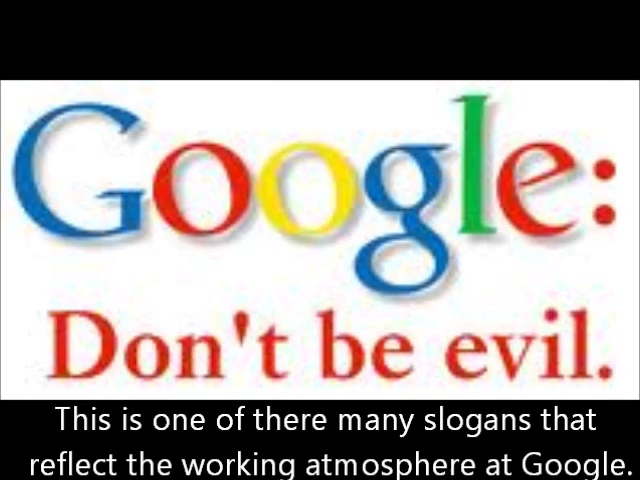 Google:
Don't be evil.
This is one of there many slogans that
reflect the working atmosphere at Google.